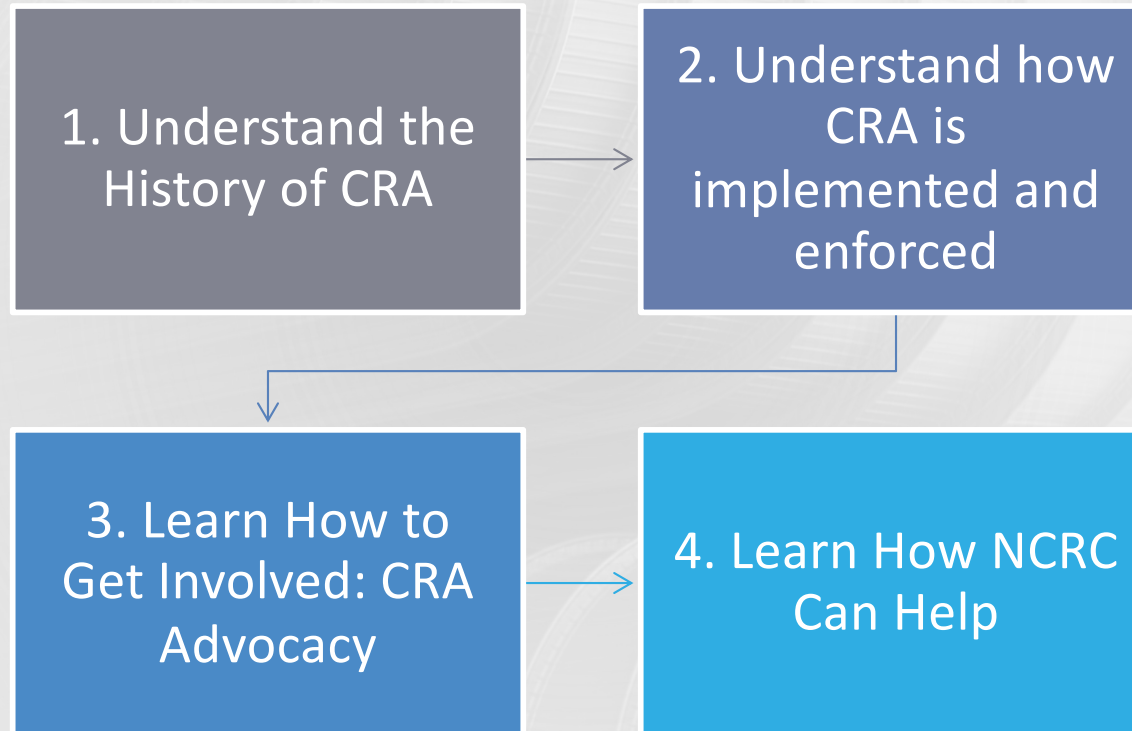 1. Understand the
History of CRA
2. Understand how
CRA is
implemented and
enforced
3. Learn How to
Get Involved: CRA
Advocacy
4. Learn How NCRC
Can Help